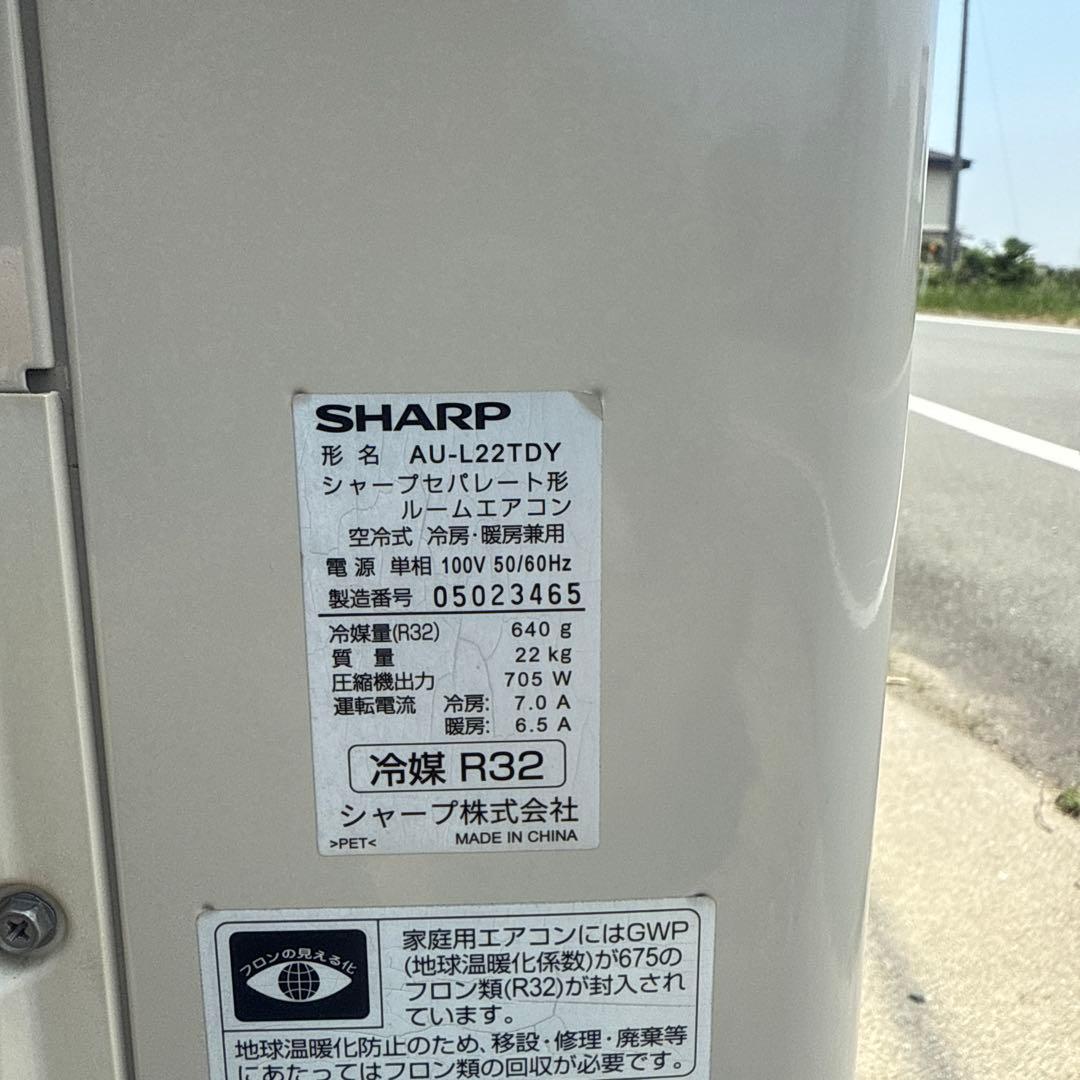 SHARP
形名 AU-L22TDY
シャープセパレート形
ルームエアコン
空冷式 冷房・暖房兼用
電源 単相 100V 50/60Hz
製造番号 05023465
冷媒量(R32) 640 g
質量 22 kg
圧縮機出力 705 W
運転電流 冷房: 7.0 A
暖房: 6.5 A
冷媒 R32
シャープ株式会社
>PET< MADE IN CHINA
フロンの見える化
家庭用エアコンにはGWP
(地球温暖化係数)が675の
フロン類(R32)が封入され
ています。
地球温暖化防止のため、移設・修理・廃棄等
にあたってはフロン類の回収が必要です。